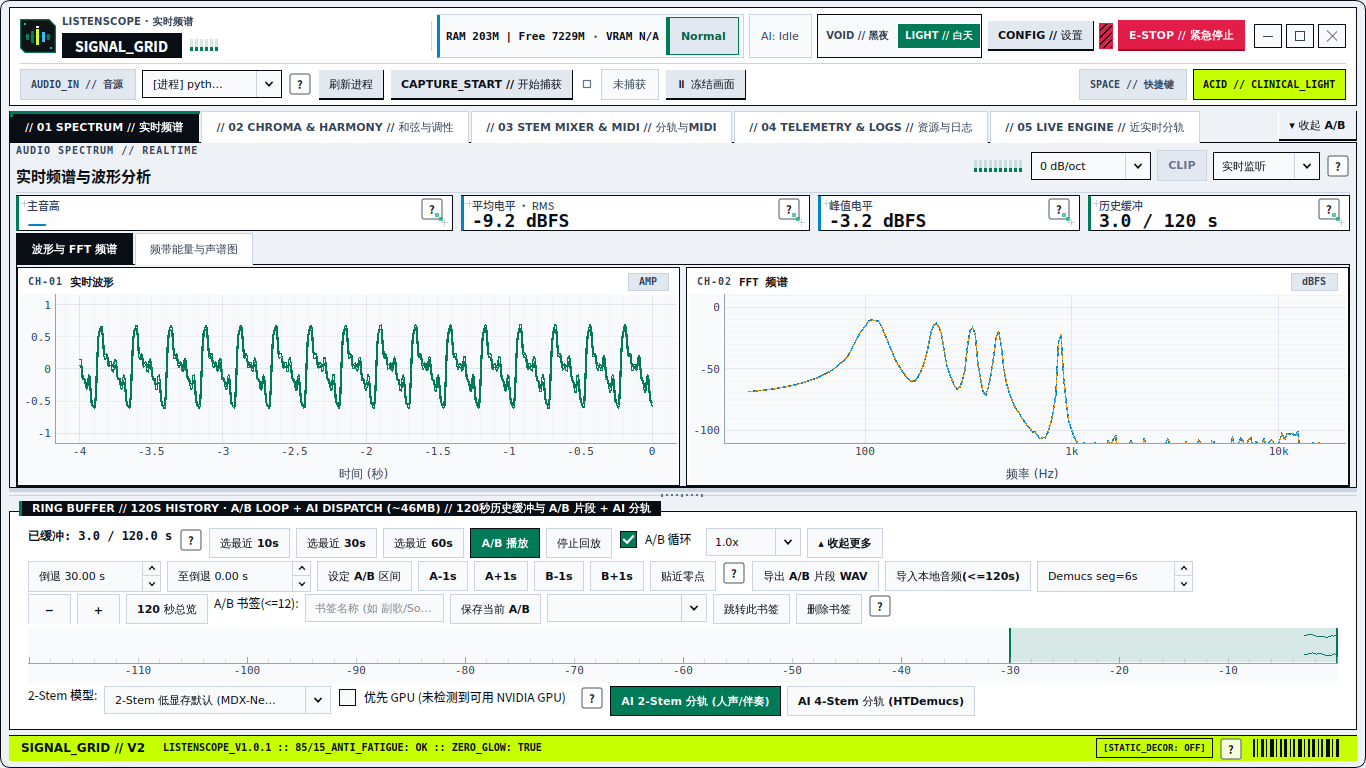 LISTENSCOPE · 实时频谱
SIGNAL_GRID
RAM 203M | Free 7229M · VRAM N/A
Normal
AI: Idle
VOID // 黑夜
LIGHT // 白天
CONFIG // 设置
E-STOP // 紧急停止
AUDIO_IN // 音源
[进程] pyth…
?
刷新进程
CAPTURE_START // 开始捕获
未捕获
⏸ 冻结画面
SPACE // 快捷键
ACID // CLINICAL_LIGHT
// 01 SPECTRUM // 实时频谱
// 02 CHROMA & HARMONY // 和弦与调性
// 03 STEM MIXER & MIDI // 分轨与MIDI
// 04 TELEMETRY & LOGS // 资源与日志
// 05 LIVE ENGINE // 近实时分轨
▾ 收起 A/B
AUDIO SPECTRUM // REALTIME
实时频谱与波形分析
0 dB/oct
CLIP
实时监听
?
主音高
—
?
平均电平 · RMS
-9.2 dBFS
?
峰值电平
-3.2 dBFS
?
历史缓冲
3.0 / 120 s
?
波形与 FFT 频谱
频带能量与声谱图
CH-01 实时波形
AMP
1
0.5
0
-0.5
-1
-4 -3.5 -3 -2.5 -2 -1.5 -1 -0.5 0
时间 (秒)
CH-02 FFT 频谱
dBFS
0
-50
-100
100 1k 10k
频率 (Hz)
RING BUFFER // 120S HISTORY · A/B LOOP + AI DISPATCH (~46MB) // 120秒历史缓冲与 A/B 片段 + AI 分轨
已缓冲: 3.0 / 120.0 s
?
选最近 10s
选最近 30s
选最近 60s
A/B 播放
停止回放
A/B 循环
1.0x
▴ 收起更多
倒退 30.00 s
至倒退 0.00 s
设定 A/B 区间
A-1s
A+1s
B-1s
B+1s
贴近零点
?
导出 A/B 片段 WAV
导入本地音频(<=120s)
Demucs seg=6s
−
+
120 秒总览
A/B 书签(<=12):
书签名称 (如 副歌/So…
保存当前 A/B
跳转此书签
删除书签
?
-110 -100 -90 -80 -70 -60 -50 -40 -30 -20 -10
2-Stem 模型:
2-Stem 低显存默认 (MDX-Ne…
优先 GPU (未检测到可用 NVIDIA GPU)
?
AI 2-Stem 分轨 (人声/伴奏)
AI 4-Stem 分轨 (HTDemucs)
SIGNAL_GRID // V2
LISTENSCOPE_V1.0.1 :: 85/15_ANTI_FATIGUE: OK :: ZERO_GLOW: TRUE
[STATIC_DECOR: OFF]
?